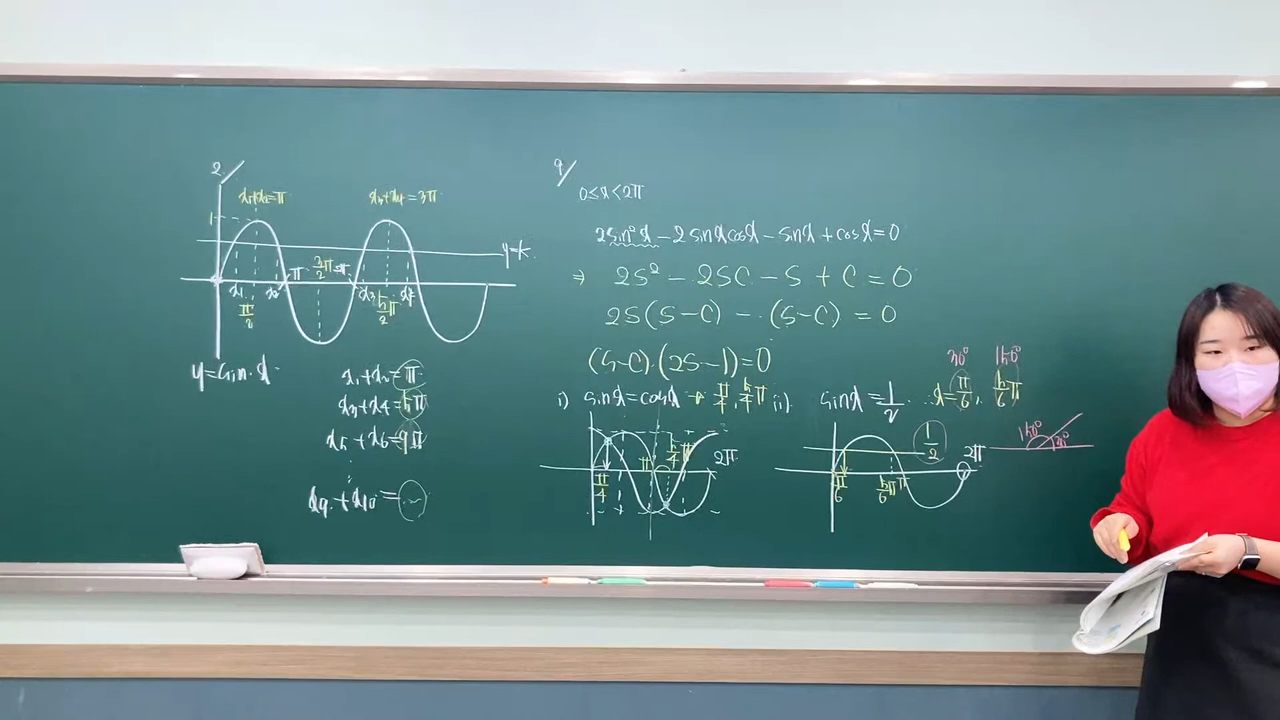 2/
x₁+x₂=π
x₃+x₄=3π
1
y=k
π
3/2π
2π
x₁
x₂
x₃
x₄
π/2
5/2π
y=sin x
x₁+x₂=π
x₃+x₄=5π
x₅+x₆=9π
⋮
x₉+x₁₀=
9/
0≤x<2π
2sin²x-2sinxcosx-sinx+cosx=0
⇒ 2S²-2SC-S+C=0
2S(S-C)-(S-C)=0
(S-C)·(2S-1)=0
i) sinx=cosx → π/4, 5/4π
ii) sinx=1/2 ∴ x=π/6, 5/6π
30° 150°
π/4
π
5/4π
2π
1/2
2π
π/6
5/6π
π
150° 30°